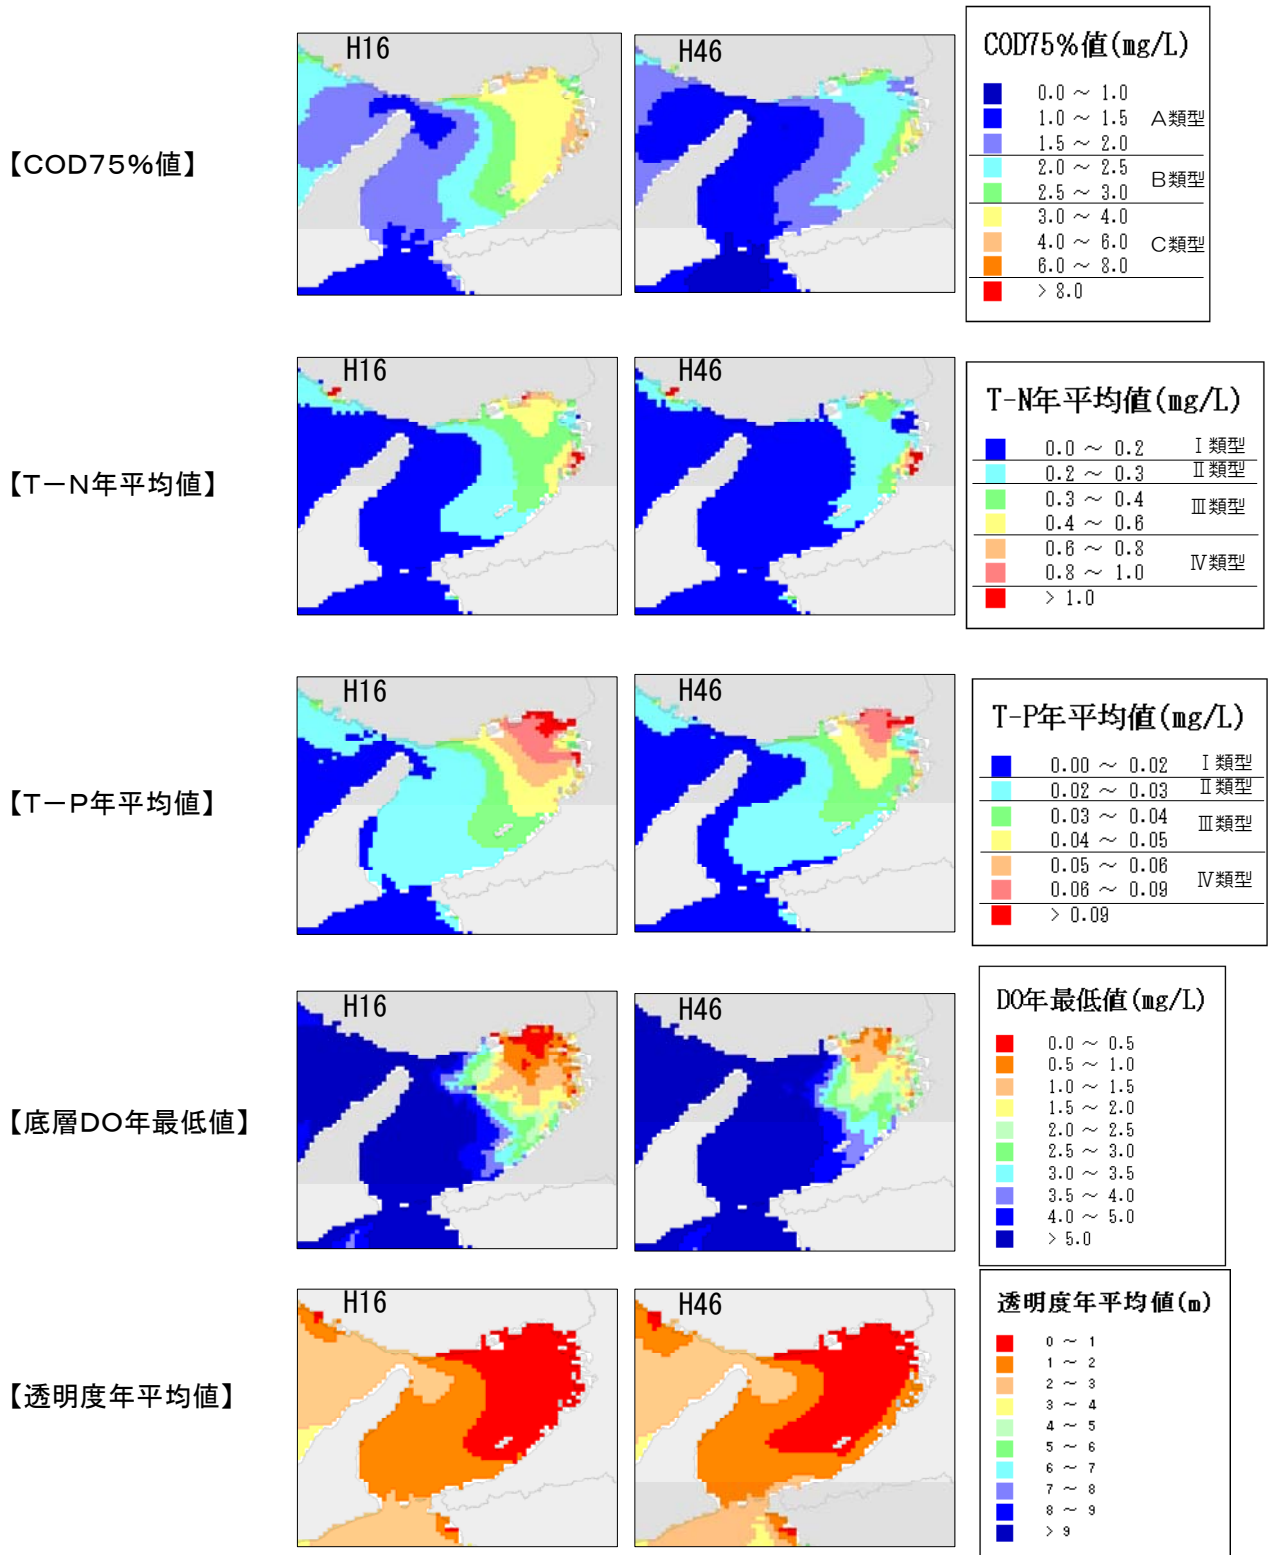 【COD75%値】
H16
H46
COD75%値(mg/L)
0.0 ～ 1.0
1.0 ～ 1.5 A類型
1.5 ～ 2.0
2.0 ～ 2.5
B類型
2.5 ～ 3.0
3.0 ～ 4.0
4.0 ～ 6.0 C類型
6.0 ～ 8.0
> 8.0
【T－N年平均値】
H16
H46
T-N年平均値(mg/L)
0.0 ～ 0.2 Ⅰ類型
0.2 ～ 0.3 Ⅱ類型
0.3 ～ 0.4
Ⅲ類型
0.4 ～ 0.6
0.6 ～ 0.8
Ⅳ類型
0.8 ～ 1.0
> 1.0
【T－P年平均値】
H16
H46
T-P年平均値(mg/L)
0.00 ～ 0.02 Ⅰ類型
0.02 ～ 0.03 Ⅱ類型
0.03 ～ 0.04
Ⅲ類型
0.04 ～ 0.05
0.05 ～ 0.06
Ⅳ類型
0.06 ～ 0.09
> 0.09
【底層DO年最低値】
H16
H46
DO年最低値(mg/L)
0.0 ～ 0.5
0.5 ～ 1.0
1.0 ～ 1.5
1.5 ～ 2.0
2.0 ～ 2.5
2.5 ～ 3.0
3.0 ～ 3.5
3.5 ～ 4.0
4.0 ～ 5.0
> 5.0
【透明度年平均値】
H16
H46
透明度年平均値(m)
0 ～ 1
1 ～ 2
2 ～ 3
3 ～ 4
4 ～ 5
5 ～ 6
6 ～ 7
7 ～ 8
8 ～ 9
> 9